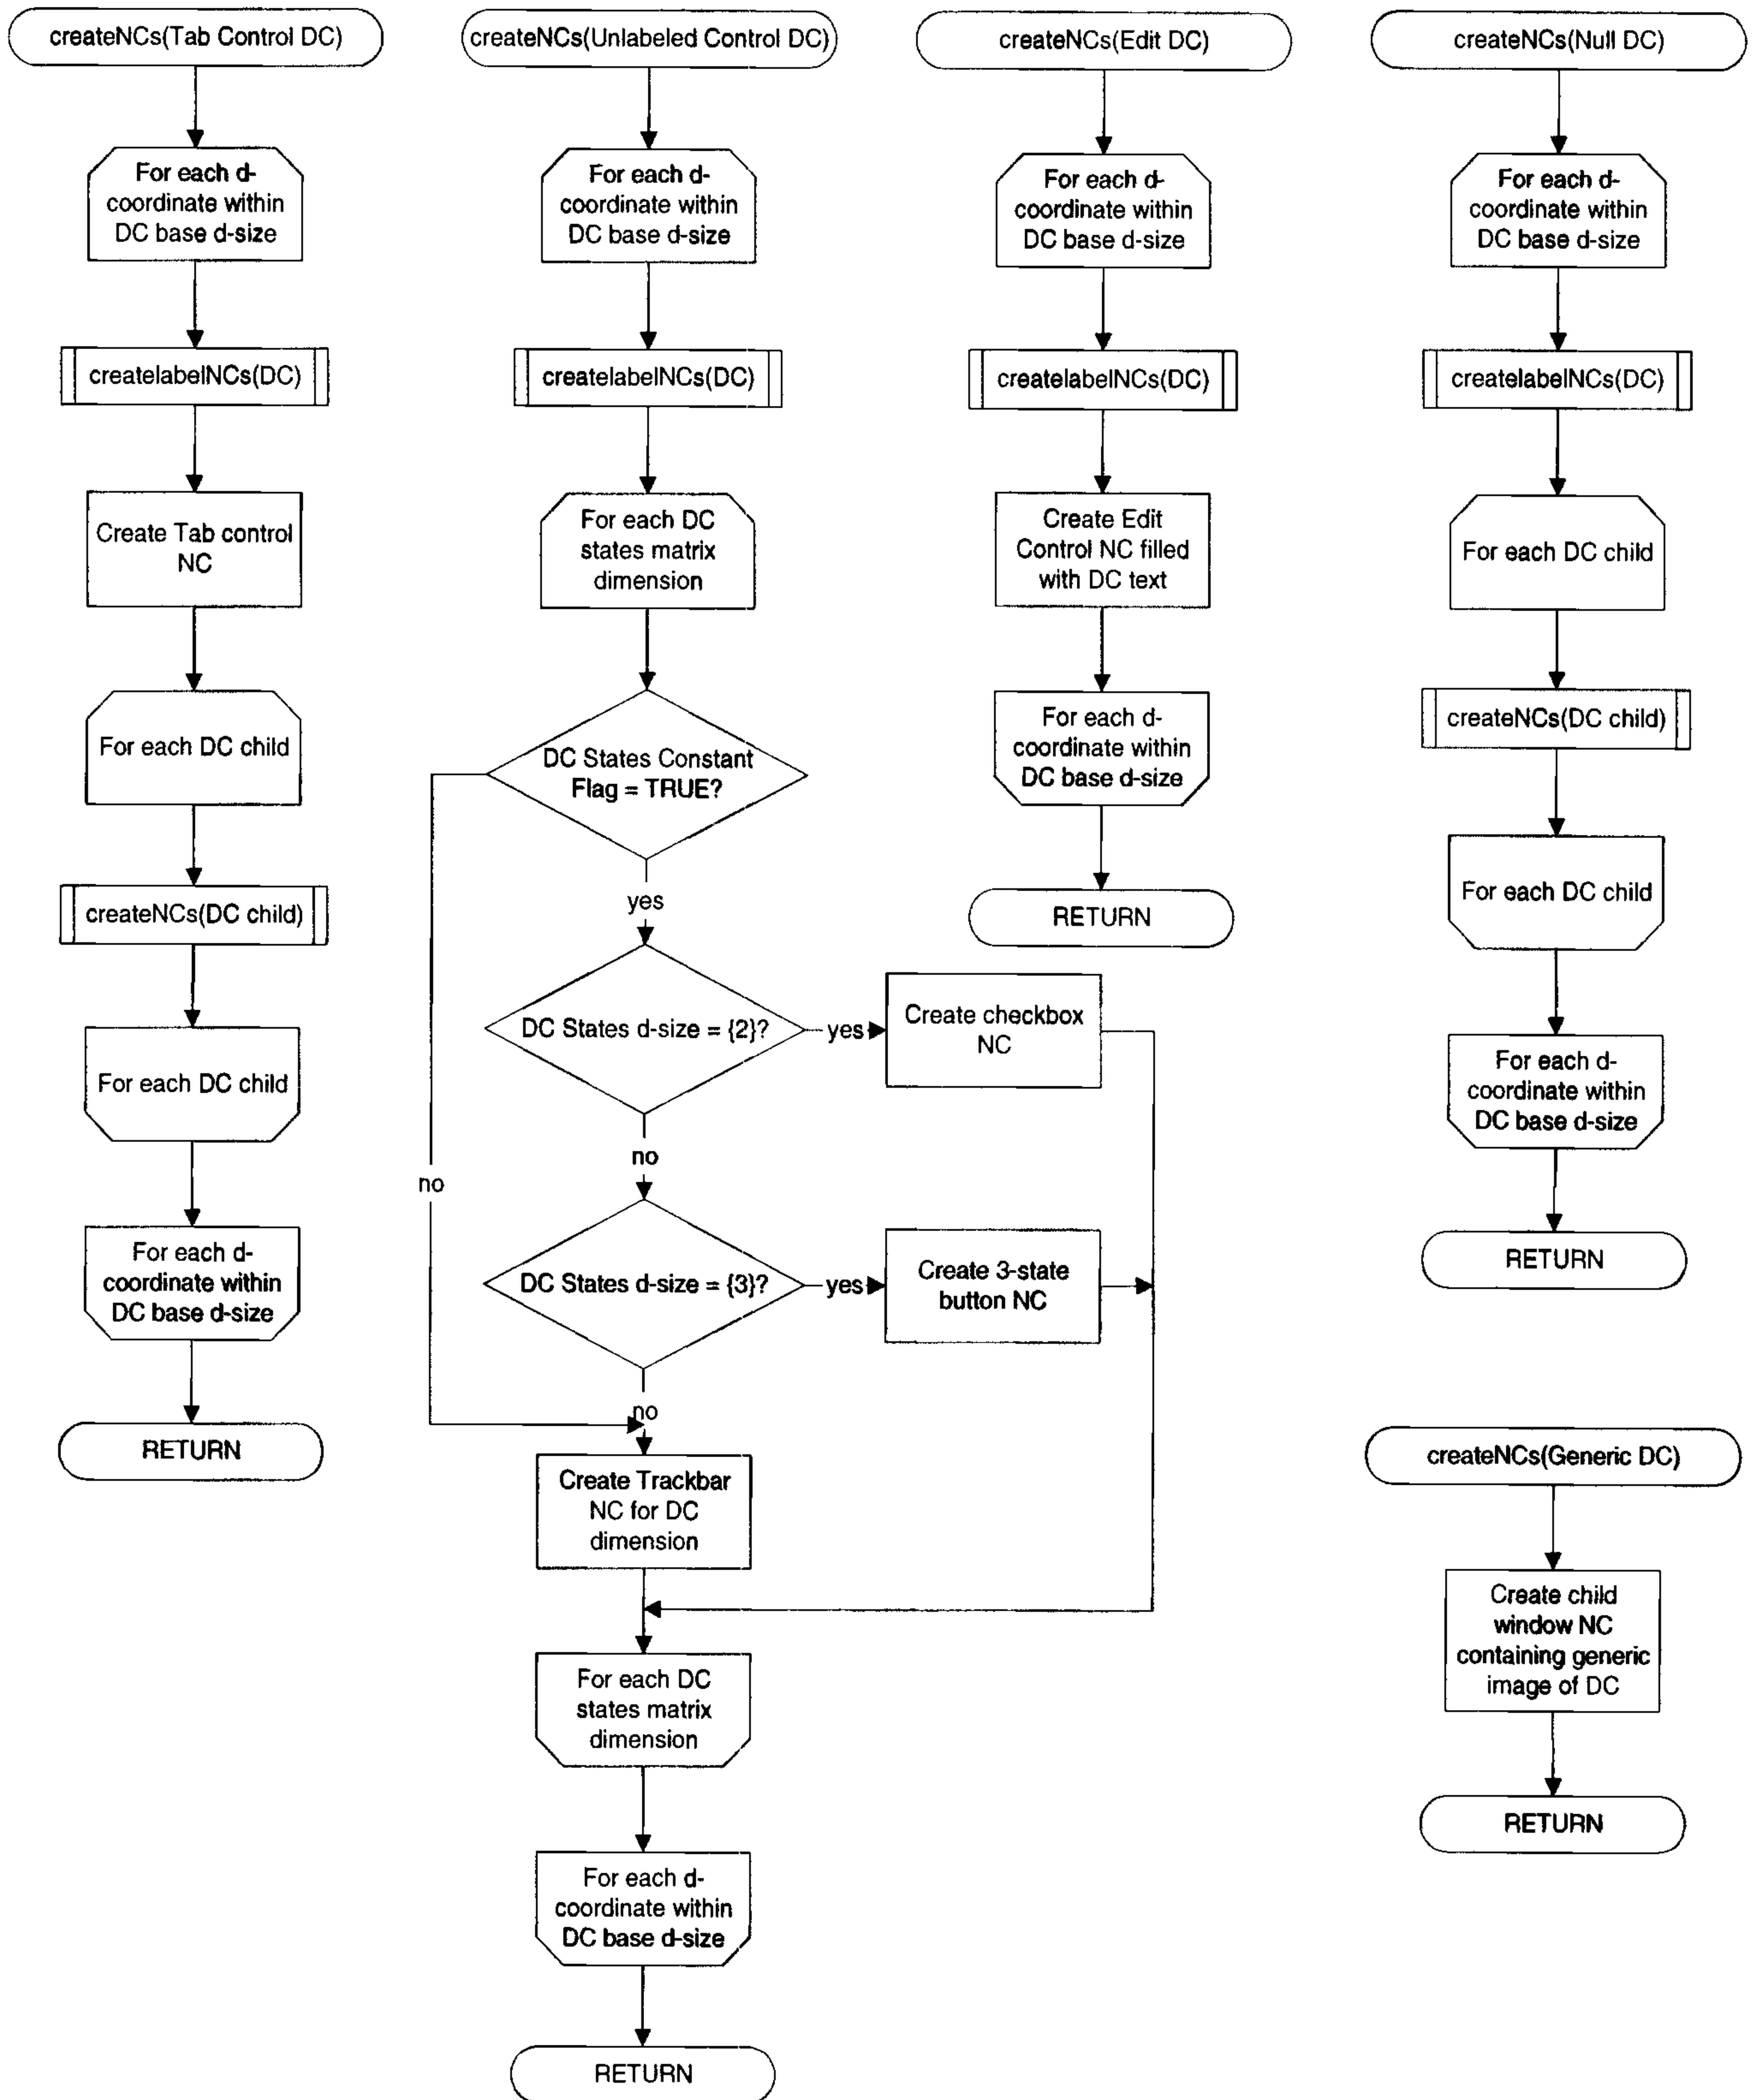 createNCs(Tab Control DC)
For each d-
coordinate within
DC base d-size
createlabelNCs(DC)
Create Tab control
NC
For each DC child
createNCs(DC child)
For each DC child
For each d-
coordinate within
DC base d-size
RETURN
createNCs(Unlabeled Control DC)
For each d-
coordinate within
DC base d-size
createlabelNCs(DC)
For each DC
states matrix
dimension
DC States Constant
Flag = TRUE?
yes
no
DC States d-size = {2}?
yes
Create checkbox
NC
no
DC States d-size = {3}?
yes
Create 3-state
button NC
no
Create Trackbar
NC for DC
dimension
For each DC
states matrix
dimension
For each d-
coordinate within
DC base d-size
RETURN
createNCs(Edit DC)
For each d-
coordinate within
DC base d-size
createlabelNCs(DC)
Create Edit
Control NC filled
with DC text
For each d-
coordinate within
DC base d-size
RETURN
createNCs(Null DC)
For each d-
coordinate within
DC base d-size
createlabelNCs(DC)
For each DC child
createNCs(DC child)
For each DC child
For each d-
coordinate within
DC base d-size
RETURN
createNCs(Generic DC)
Create child
window NC
containing generic
image of DC
RETURN